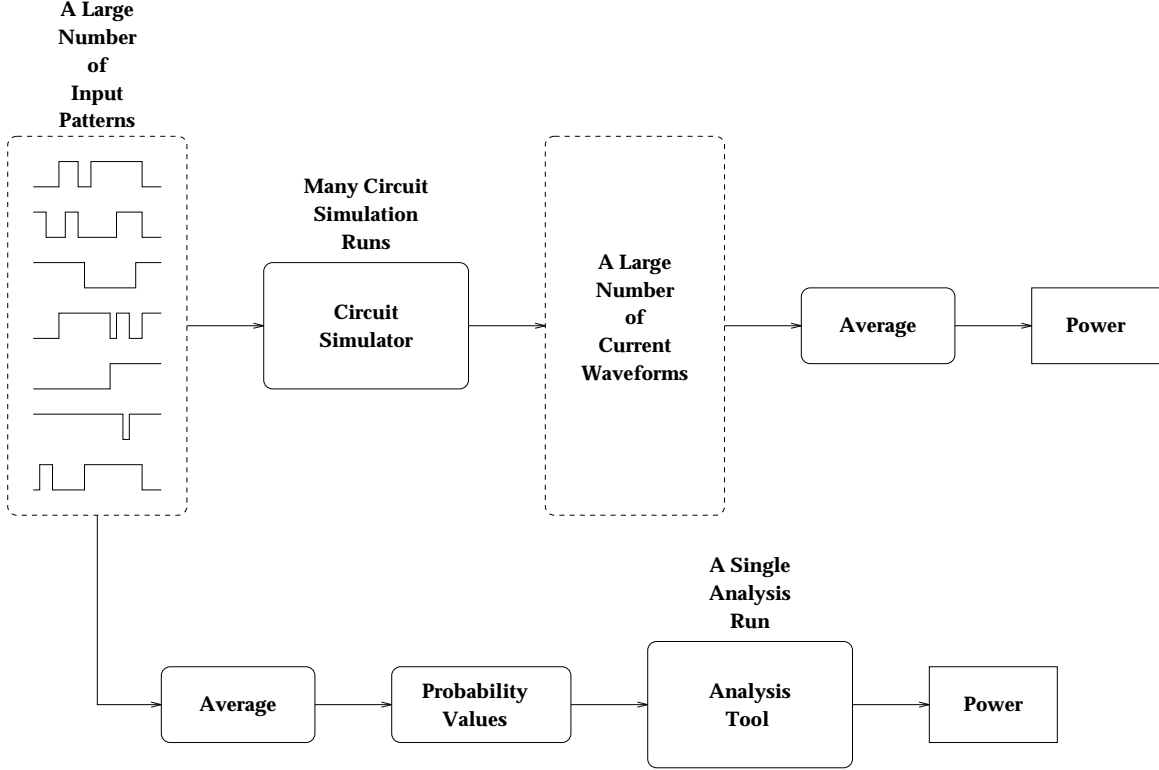 A Large
Number
of
Input
Patterns
Many Circuit
Simulation
Runs
Circuit
Simulator
A Large
Number
of
Current
Waveforms
Average
Power
A Single
Analysis
Run
Average
Probability
Values
Analysis
Tool
Power